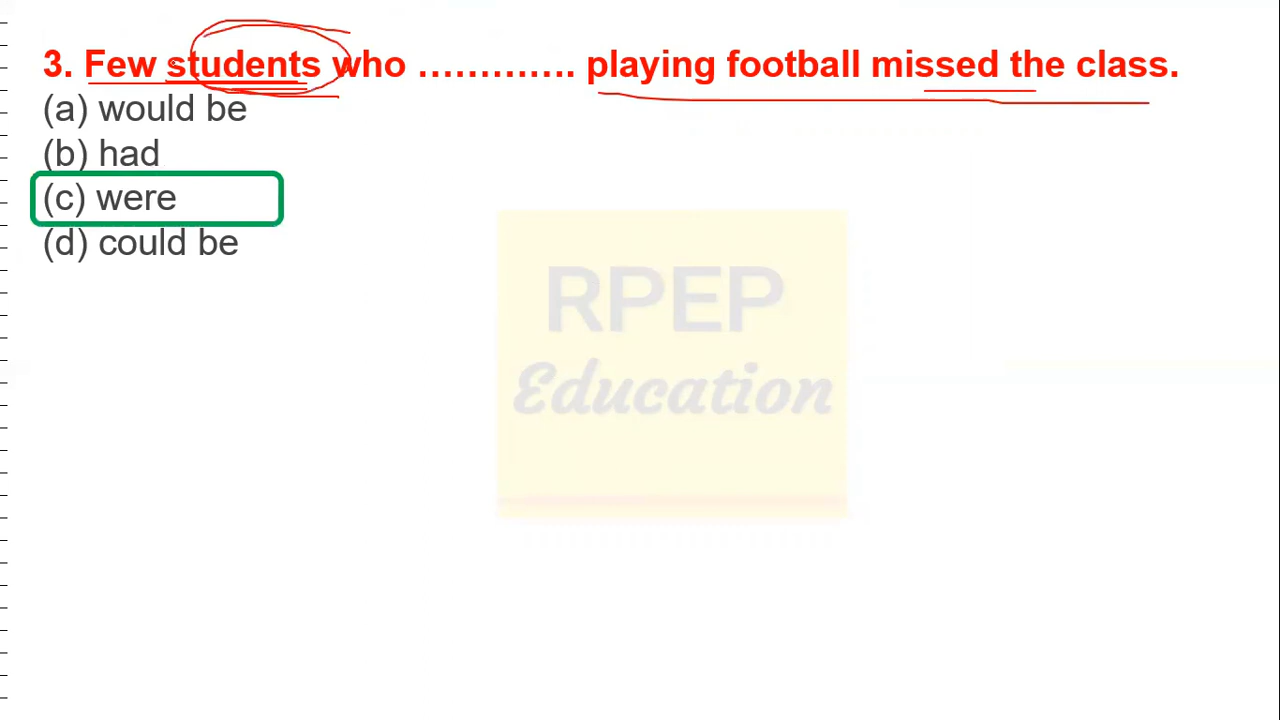 3. Few students who …………. playing football missed the class.
(a) would be
(b) had
(c) were
(d) could be
RPEP
Education